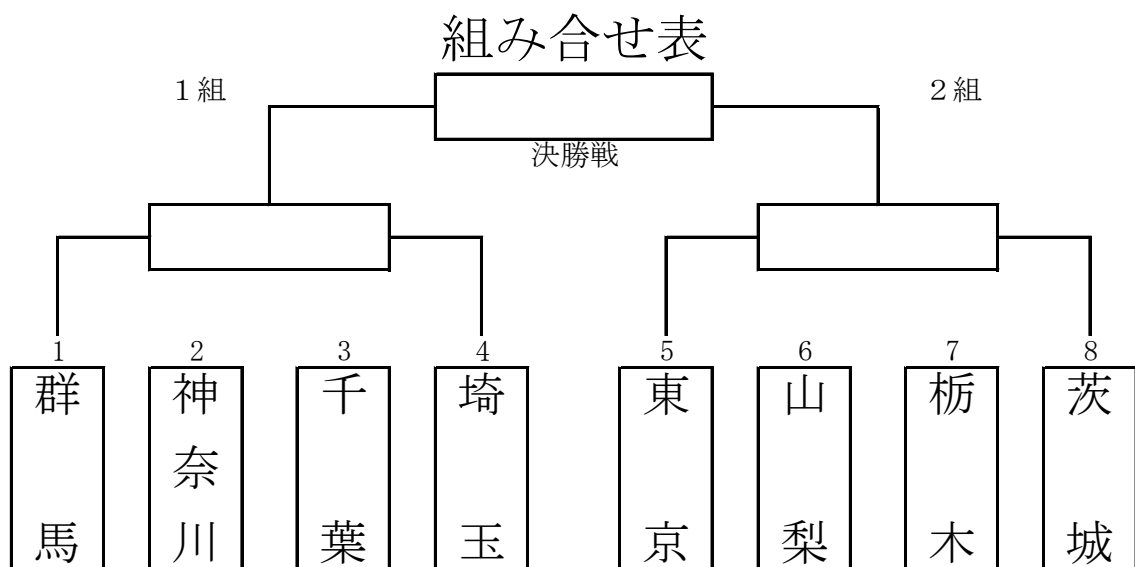 組み合せ表
１組
２組
決勝戦
1 2 3 4 5 6 7 8
群馬
神奈川
千葉
埼玉
東京
山梨
栃木
茨城